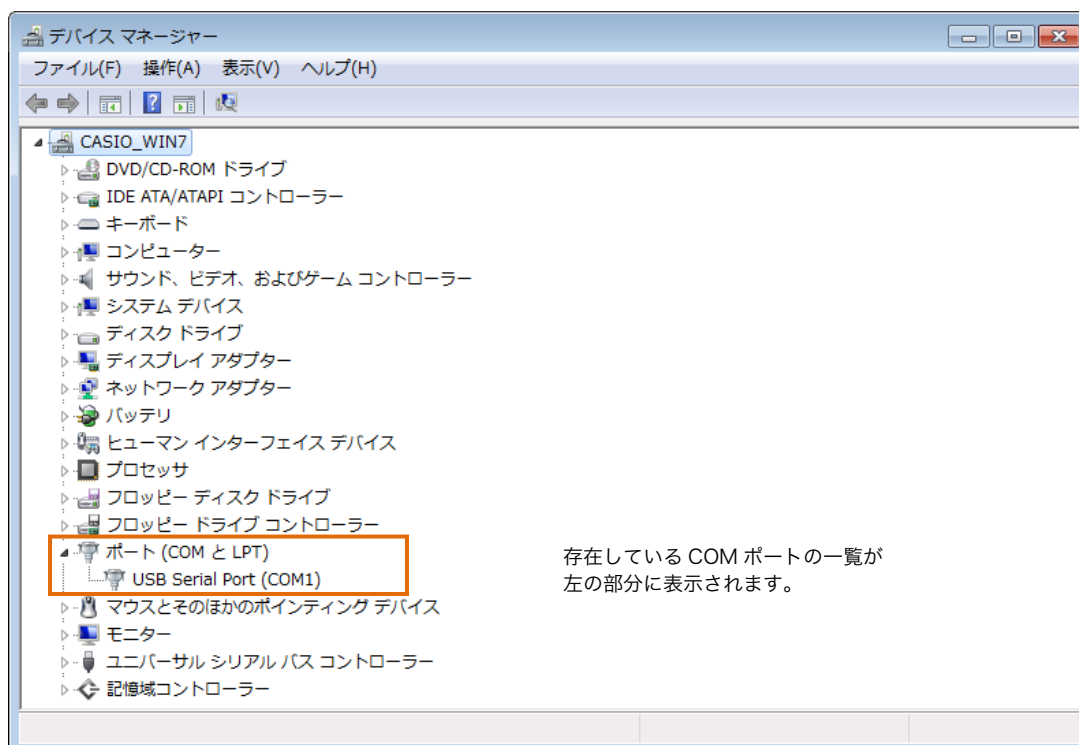 デバイス マネージャー
ファイル(F) 操作(A) 表示(V) ヘルプ(H)
CASIO_WIN7
DVD/CD-ROM ドライブ
IDE ATA/ATAPI コントローラー
キーボード
コンピューター
サウンド、ビデオ、およびゲーム コントローラー
システム デバイス
ディスク ドライブ
ディスプレイ アダプター
ネットワーク アダプター
バッテリ
ヒューマン インターフェイス デバイス
プロセッサ
フロッピー ディスク ドライブ
フロッピー ドライブ コントローラー
ポート (COM と LPT)
USB Serial Port (COM1)
存在している COM ポートの一覧が
左の部分に表示されます。
マウスとそのほかのポインティング デバイス
モニター
ユニバーサル シリアル バス コントローラー
記憶域コントローラー